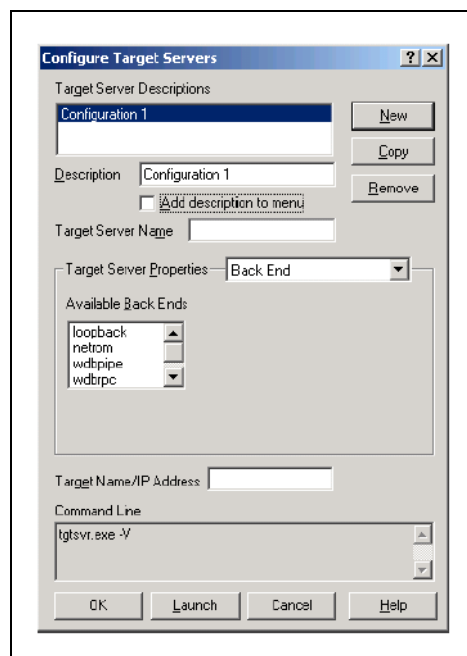 Configure Target Servers
Target Server Descriptions
Configuration 1
New
Copy
Remove
Description
Configuration 1
Add description to menu
Target Server Name
Target Server Properties
Back End
Available Back Ends
loopback
netrom
wdbpipe
wdbrpc
Target Name/IP Address
Command Line
tgtsvr.exe -V
OK
Launch
Cancel
Help